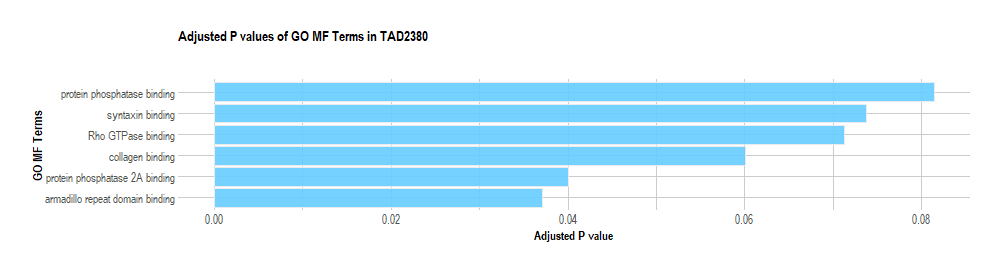 Adjusted P values of GO MF Terms in TAD2380
GO MF Terms
protein phosphatase binding
syntaxin binding
Rho GTPase binding
collagen binding
protein phosphatase 2A binding
armadillo repeat domain binding
0.00 0.02 0.04 0.06 0.08
Adjusted P value